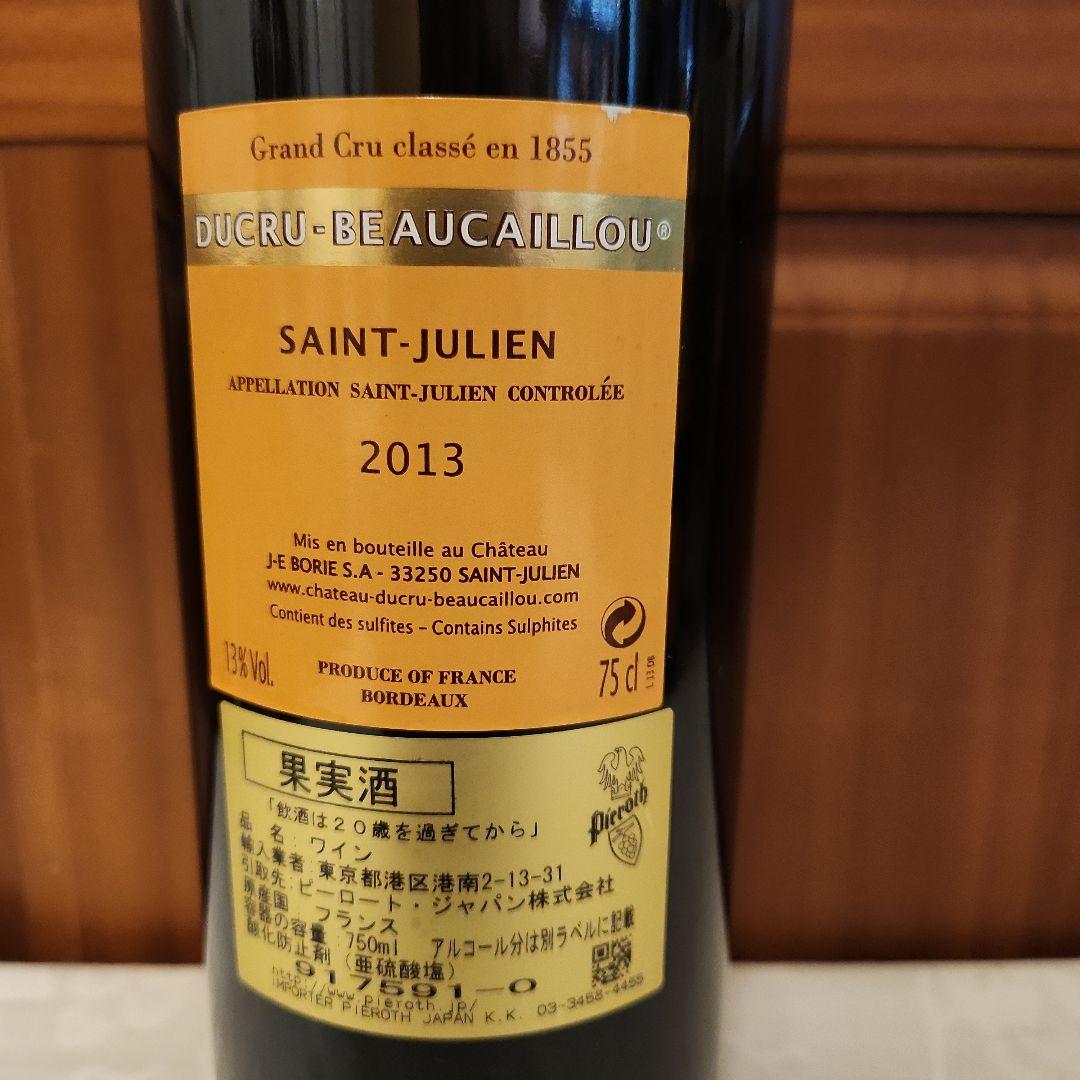 Grand Cru classé en 1855
DUCRU-BEAUCAILLOU®
SAINT-JULIEN
APPELLATION SAINT-JULIEN CONTROLÉE
2013
Mis en bouteille au Château
J-E BORIE S.A - 33250 SAINT-JULIEN
www.chateau-ducru-beaucaillou.com
Contient des sulfites - Contains Sulphites
13%Vol.
PRODUCE OF FRANCE
BORDEAUX
75 cl
L 13 DB
果実酒
Pieroth
「飲酒は20歳を過ぎてから」
品 名: ワイン
輸入業者:東京都港区港南2-13-31
引取先:ピーロート・ジャパン株式会社
原産国 フランス
容器の容量:750ml アルコール分は別ラベルに記載
酸化防止剤(亜硫酸塩)
917591-0
http://www.pieroth.jp/
IMPORTER PIEROTH JAPAN K.K. 03-3458-4455